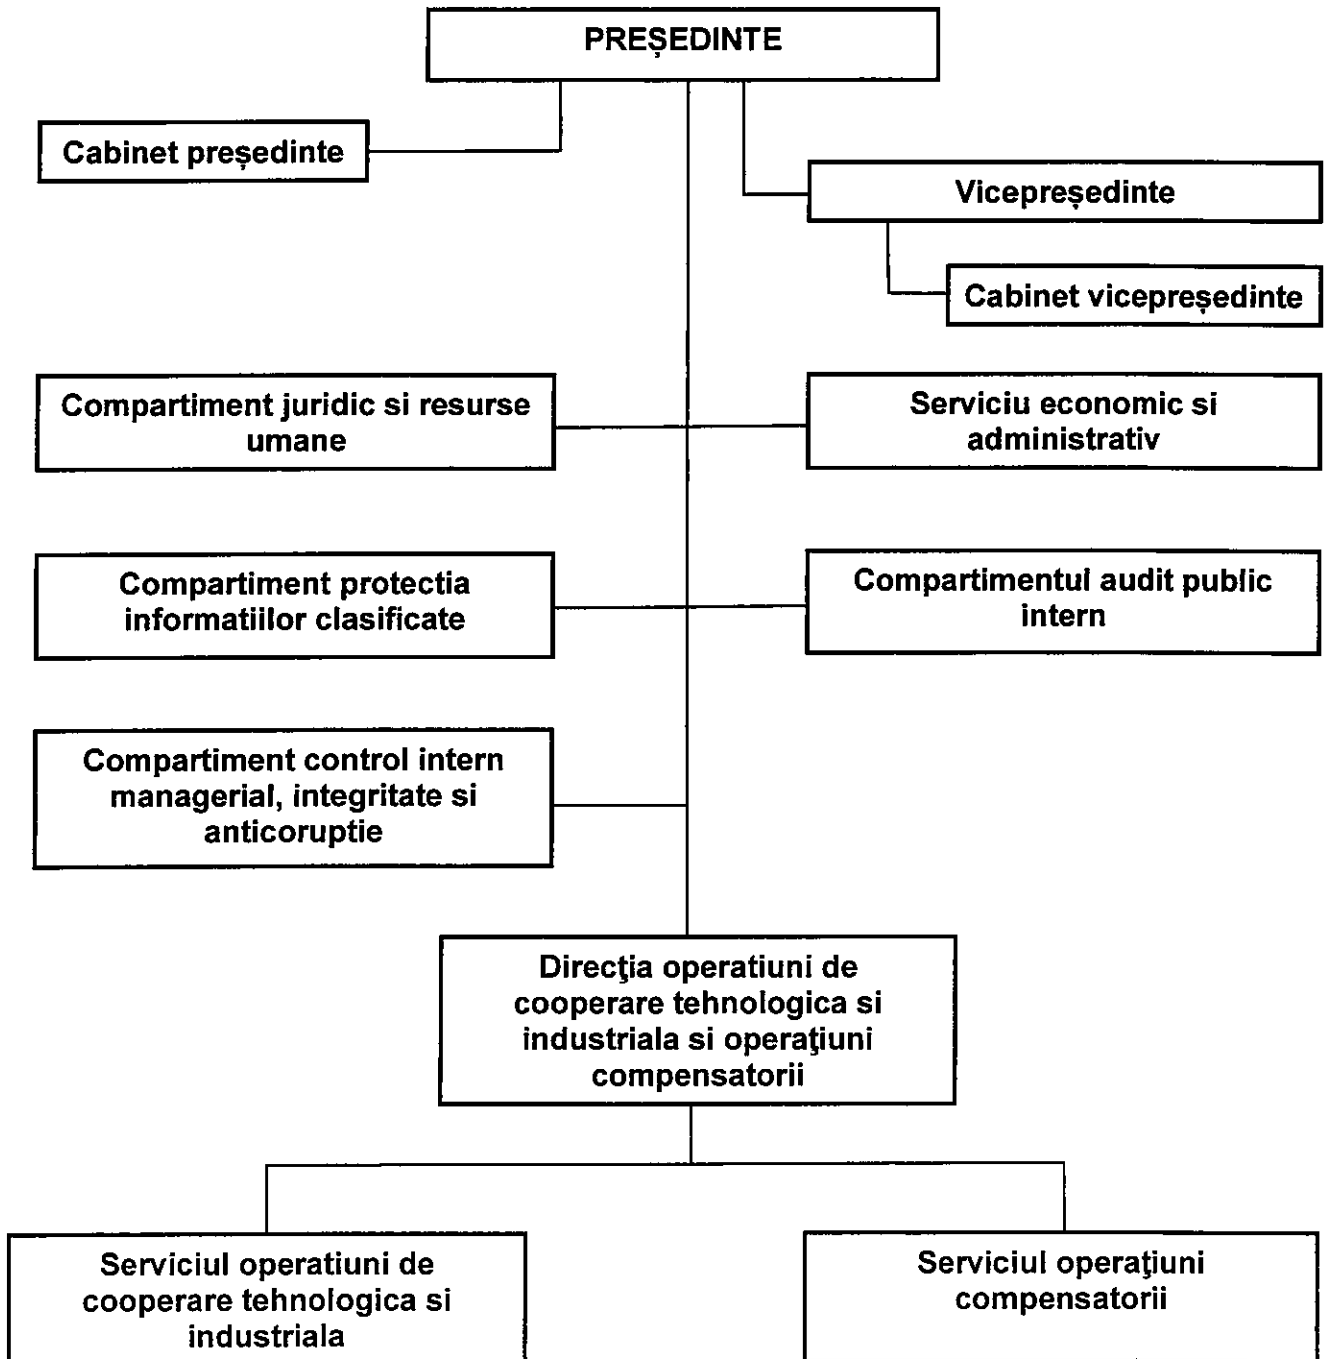 PREȘEDINTE
Cabinet președinte
Vicepreședinte
Cabinet vicepreședinte
Compartiment juridic si resurse
umane
Serviciu economic si
administrativ
Compartiment protectia
informatiilor clasificate
Compartimentul audit public
intern
Compartiment control intern
managerial, integritate si
anticoruptie
Direcţia operatiuni de
cooperare tehnologica si
industriala si operaţiuni
compensatorii
Serviciul operatiuni de
cooperare tehnologica si
industriala
Serviciul operaţiuni
compensatorii